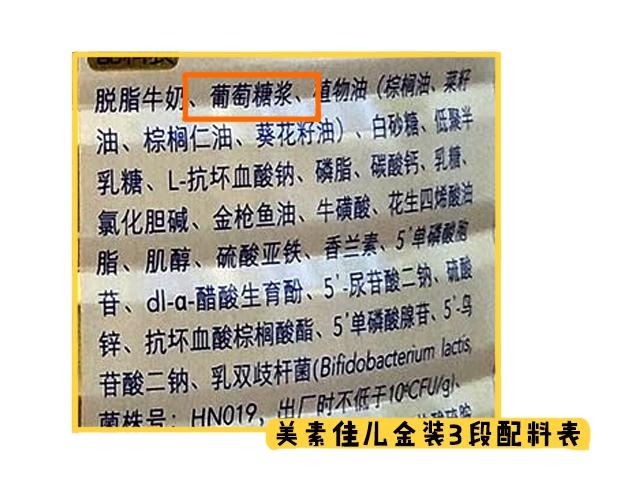 配料表
脱脂牛奶、葡萄糖浆、植物油（棕榈油、菜籽
油、棕榈仁油、葵花籽油）、白砂糖、低聚半
乳糖、L-抗坏血酸钠、磷脂、碳酸钙、乳糖、
氯化胆碱、金枪鱼油、牛磺酸、花生四烯酸油
脂、肌醇、硫酸亚铁、香兰素、5'单磷酸胞
苷、dl-α-醋酸生育酚、5'-尿苷酸二钠、硫酸
锌、抗坏血酸棕榈酸酯、5'单磷酸腺苷、5'-鸟
苷酸二钠、乳双歧杆菌(Bifidobacterium lactis,
菌株号：HN019，出厂时不低于10⁶CFU/g)、
美素佳儿金装3段配料表